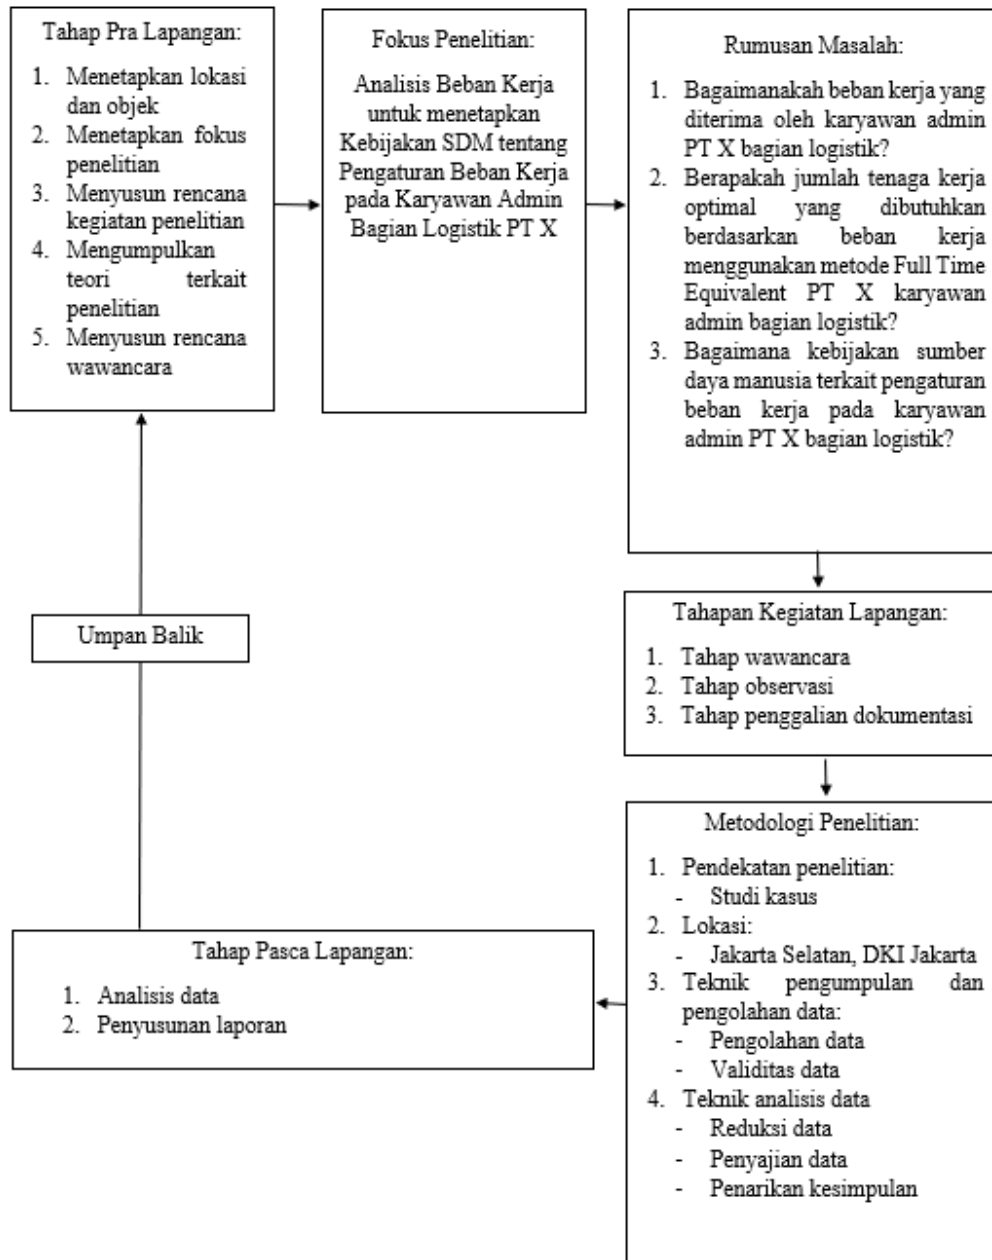 Tahap Pra Lapangan:
1. Menetapkan lokasi
dan objek
2. Menetapkan fokus
penelitian
3. Menyusun rencana
kegiatan penelitian
4. Mengumpulkan
teori terkait
penelitian
5. Menyusun rencana
wawancara
Fokus Penelitian:
Analisis Beban Kerja
untuk menetapkan
Kebijakan SDM tentang
Pengaturan Beban Kerja
pada Karyawan Admin
Bagian Logistik PT X
Rumusan Masalah:
1. Bagaimanakah beban kerja yang
diterima oleh karyawan admin
PT X bagian logistik?
2. Berapakah jumlah tenaga kerja
optimal yang dibutuhkan
berdasarkan beban kerja
menggunakan metode Full Time
Equivalent PT X karyawan
admin bagian logistik?
3. Bagaimana kebijakan sumber
daya manusia terkait pengaturan
beban kerja pada karyawan
admin PT X bagian logistik?
Tahapan Kegiatan Lapangan:
1. Tahap wawancara
2. Tahap observasi
3. Tahap penggalian dokumentasi
Metodologi Penelitian:
1. Pendekatan penelitian:
- Studi kasus
2. Lokasi:
- Jakarta Selatan, DKI Jakarta
3. Teknik pengumpulan dan
pengolahan data:
- Pengolahan data
- Validitas data
4. Teknik analisis data
- Reduksi data
- Penyajian data
- Penarikan kesimpulan
Tahap Pasca Lapangan:
1. Analisis data
2. Penyusunan laporan
Umpan Balik